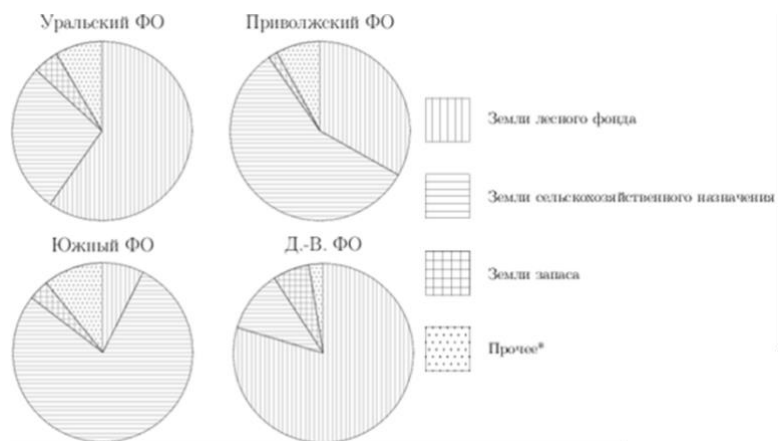 Уральский ФО
Приволжский ФО
Южный ФО
Д.-В. ФО
Земли лесного фонда
Земли сельскохозяйственного назначения
Земли запаса
Прочее*